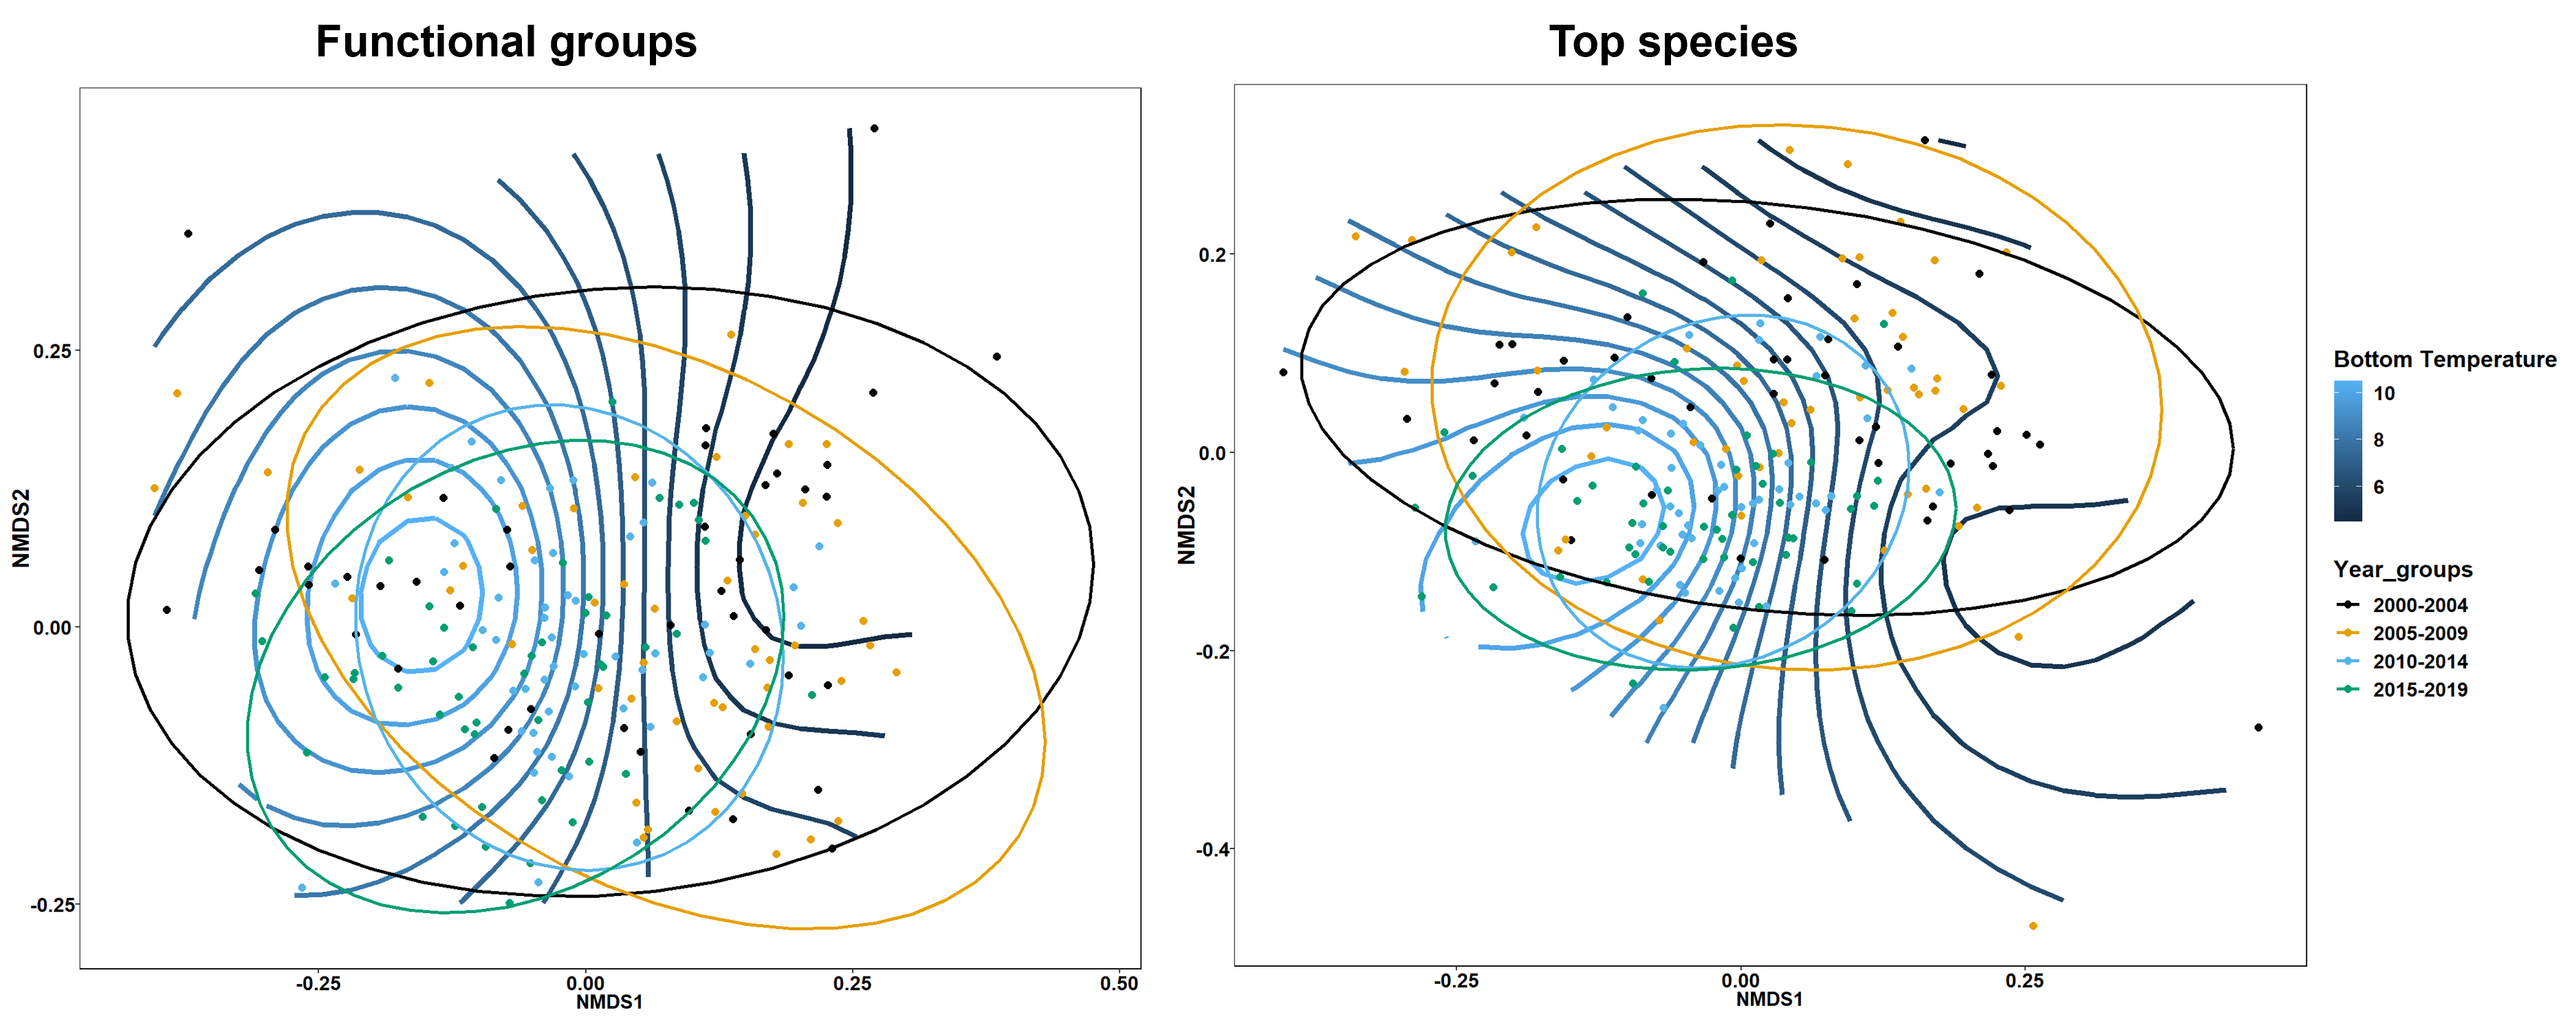 Functional groups
Top species
NMDS2
0.25
0.00
-0.25
-0.25
0.00
0.25
0.50
NMDS1
NMDS2
0.2
0.0
-0.2
-0.4
-0.25
0.00
0.25
NMDS1
Bottom Temperature
10
8
6
Year_groups
2000-2004
2005-2009
2010-2014
2015-2019